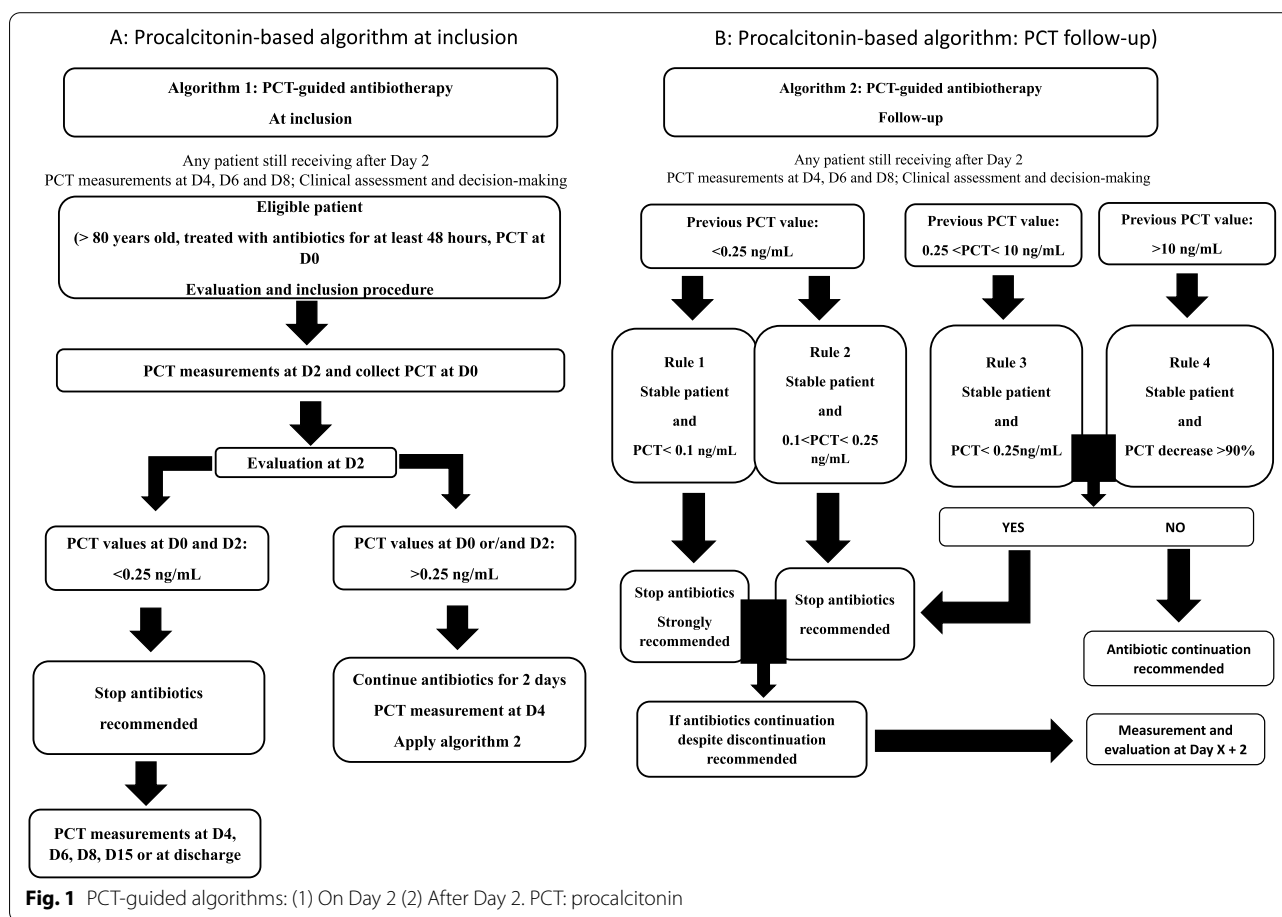 A: Procalcitonin-based algorithm at inclusion
Algorithm 1: PCT-guided antibiotherapy
At inclusion
Any patient still receiving after Day 2
PCT measurements at D4, D6 and D8; Clinical assessment and decision-making
Eligible patient
(> 80 years old, treated with antibiotics for at least 48 hours, PCT at
D0
Evaluation and inclusion procedure
PCT measurements at D2 and collect PCT at D0
Evaluation at D2
PCT values at D0 and D2:
<0.25 ng/mL
PCT values at D0 or/and D2:
>0.25 ng/mL
Stop antibiotics
recommended
Continue antibiotics for 2 days
PCT measurement at D4
Apply algorithm 2
PCT measurements at D4,
D6, D8, D15 or at discharge
B: Procalcitonin-based algorithm: PCT follow-up)
Algorithm 2: PCT-guided antibiotherapy
Follow-up
Any patient still receiving after Day 2
PCT measurements at D4, D6 and D8; Clinical assessment and decision-making
Previous PCT value:
<0.25 ng/mL
Previous PCT value:
0.25 <PCT< 10 ng/mL
Previous PCT value:
>10 ng/mL
Rule 1
Stable patient
and
PCT< 0.1 ng/mL
Rule 2
Stable patient
and
0.1<PCT< 0.25
ng/mL
Rule 3
Stable patient
and
PCT< 0.25ng/mL
Rule 4
Stable patient
and
PCT decrease >90%
YES NO
Stop antibiotics
Strongly
recommended
Stop antibiotics
recommended
Antibiotic continuation
recommended
If antibiotics continuation
despite discontinuation
recommended
Measurement and
evaluation at Day X + 2
Fig. 1 PCT-guided algorithms: (1) On Day 2 (2) After Day 2. PCT: procalcitonin